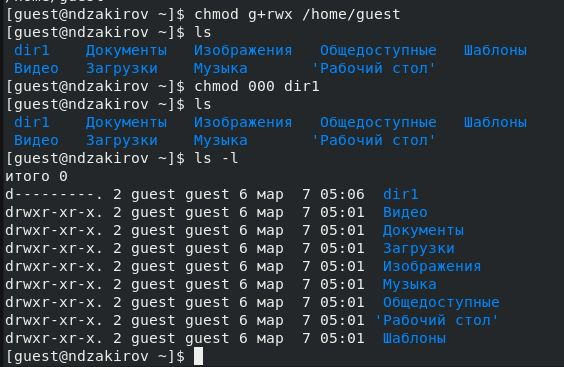 /home/guest
[guest@ndzakirov ~]$ chmod g+rwx /home/guest
[guest@ndzakirov ~]$ ls
dir1 Документы Изображения Общедоступные Шаблоны
Видео Загрузки Музыка 'Рабочий стол'
[guest@ndzakirov ~]$ chmod 000 dir1
[guest@ndzakirov ~]$ ls
dir1 Документы Изображения Общедоступные Шаблоны
Видео Загрузки Музыка 'Рабочий стол'
[guest@ndzakirov ~]$ ls -l
итого 0
d---------. 2 guest guest 6 мар 7 05:06 dir1
drwxr-xr-x. 2 guest guest 6 мар 7 05:01 Видео
drwxr-xr-x. 2 guest guest 6 мар 7 05:01 Документы
drwxr-xr-x. 2 guest guest 6 мар 7 05:01 Загрузки
drwxr-xr-x. 2 guest guest 6 мар 7 05:01 Изображения
drwxr-xr-x. 2 guest guest 6 мар 7 05:01 Музыка
drwxr-xr-x. 2 guest guest 6 мар 7 05:01 Общедоступные
drwxr-xr-x. 2 guest guest 6 мар 7 05:01 'Рабочий стол'
drwxr-xr-x. 2 guest guest 6 мар 7 05:01 Шаблоны
[guest@ndzakirov ~]$